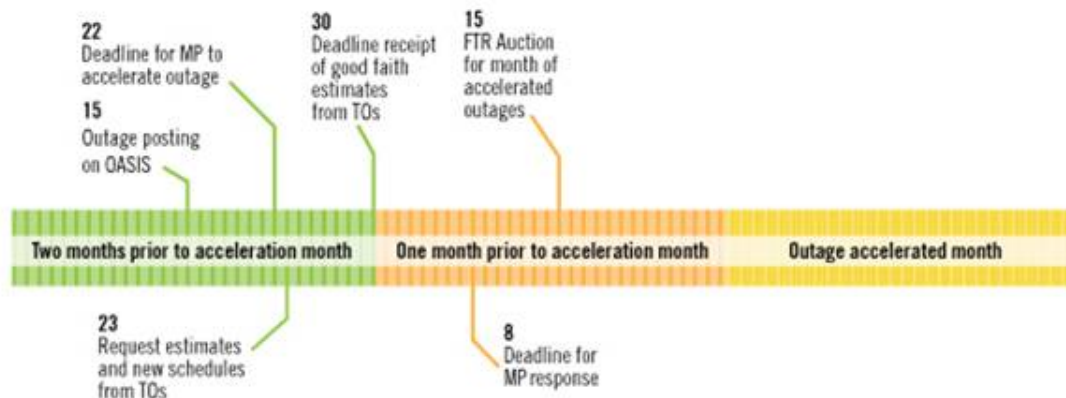 22
Deadline for MP to
accelerate outage
15
Outage posting
on OASIS
30
Deadline receipt
of good faith
estimates
from TOs
15
FTR Auction
for month of
accelerated
outages
Two months prior to acceleration month
One month prior to acceleration month
Outage accelerated month
23
Request estimates
and new schedules
from TOs
8
Deadline for
MP response